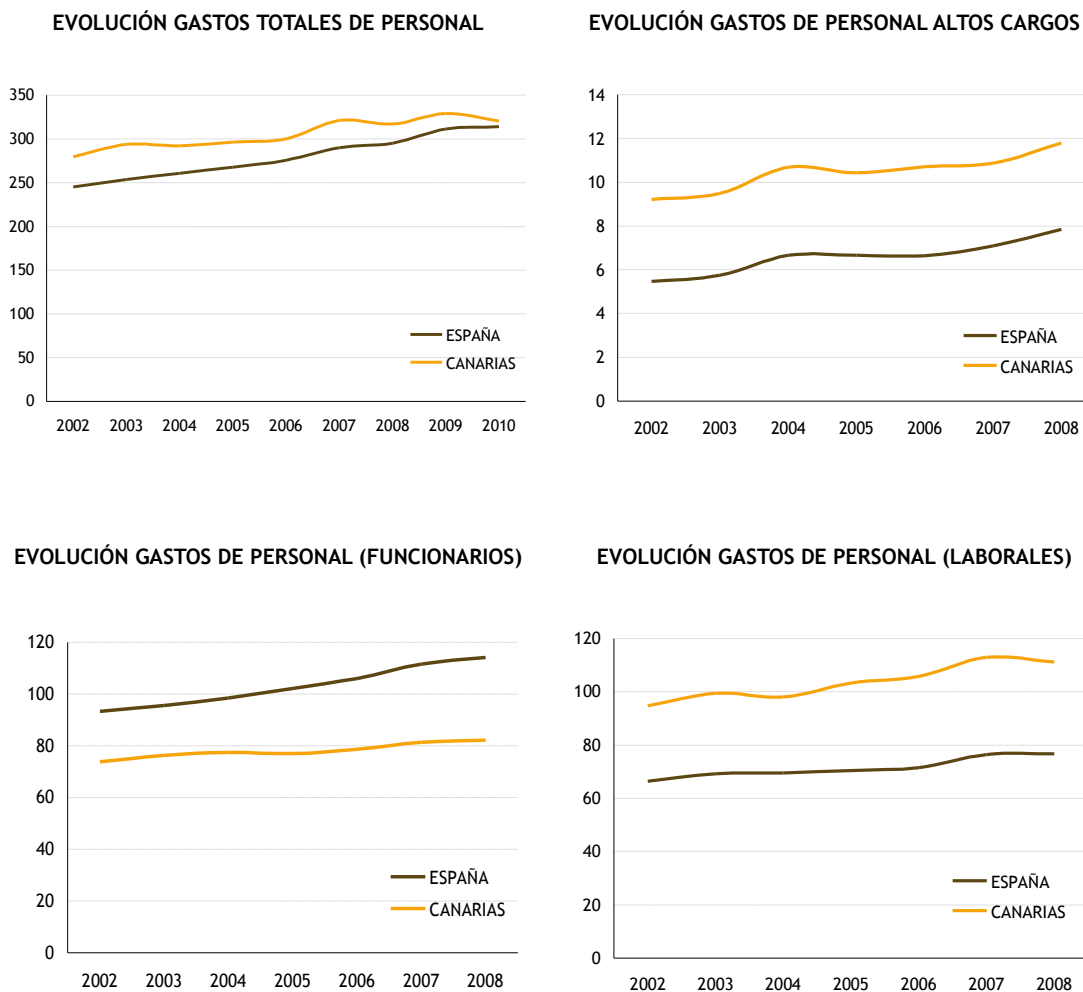 EVOLUCIÓN GASTOS TOTALES DE PERSONAL
350
300
250
200
150
100
50
0
ESPAÑA
CANARIAS
2002 2003 2004 2005 2006 2007 2008 2009 2010
EVOLUCIÓN GASTOS DE PERSONAL ALTOS CARGOS
14
12
10
8
6
4
2
0
ESPAÑA
CANARIAS
2002 2003 2004 2005 2006 2007 2008
EVOLUCIÓN GASTOS DE PERSONAL (FUNCIONARIOS)
120
100
80
60
40
20
0
ESPAÑA
CANARIAS
2002 2003 2004 2005 2006 2007 2008
EVOLUCIÓN GASTOS DE PERSONAL (LABORALES)
120
100
80
60
40
20
0
ESPAÑA
CANARIAS
2002 2003 2004 2005 2006 2007 2008